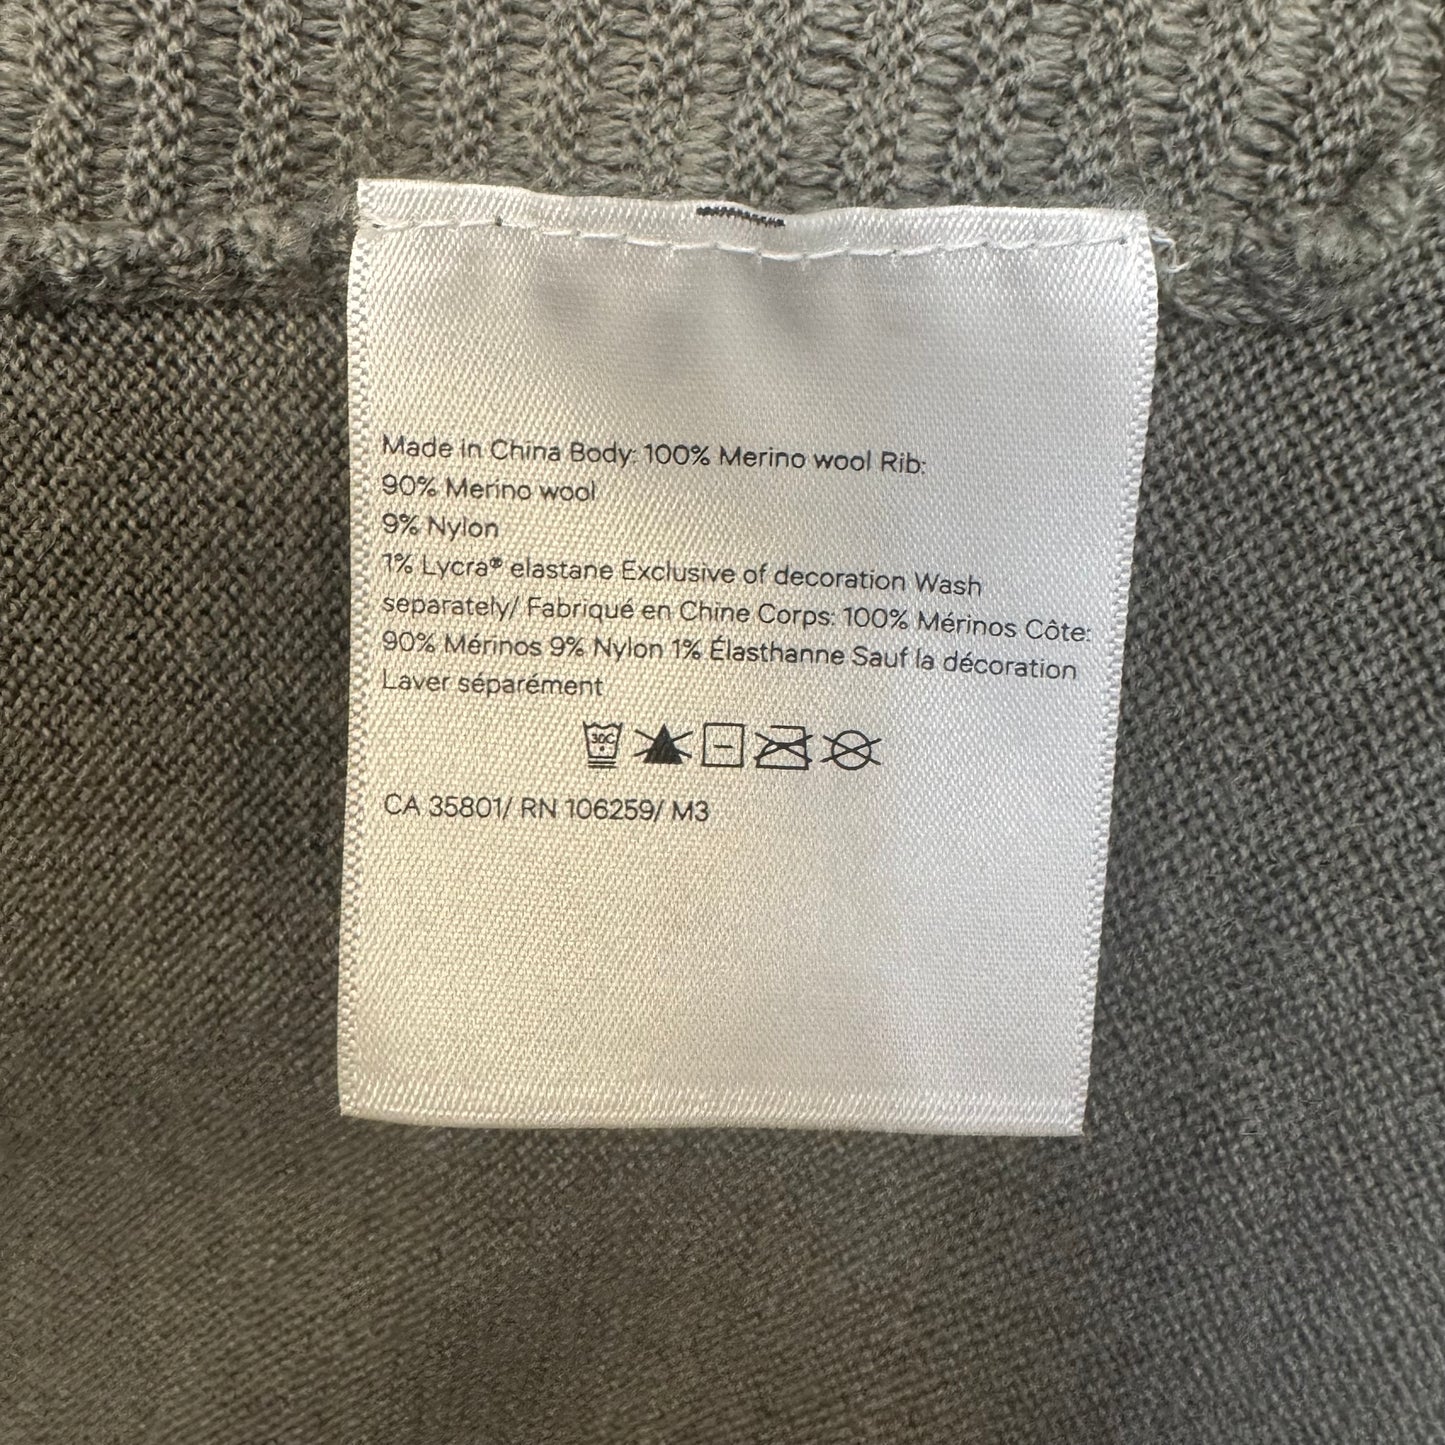 Made in China Body: 100% Merino wool Rib:
90% Merino wool
9% Nylon
1% Lycra® elastane Exclusive of decoration Wash
separately/ Fabriqué en Chine Corps: 100% Mérinos Côte:
90% Mérinos 9% Nylon 1% Élasthanne Sauf la décoration
Laver séparément
30C
CA 35801/ RN 106259/ M3